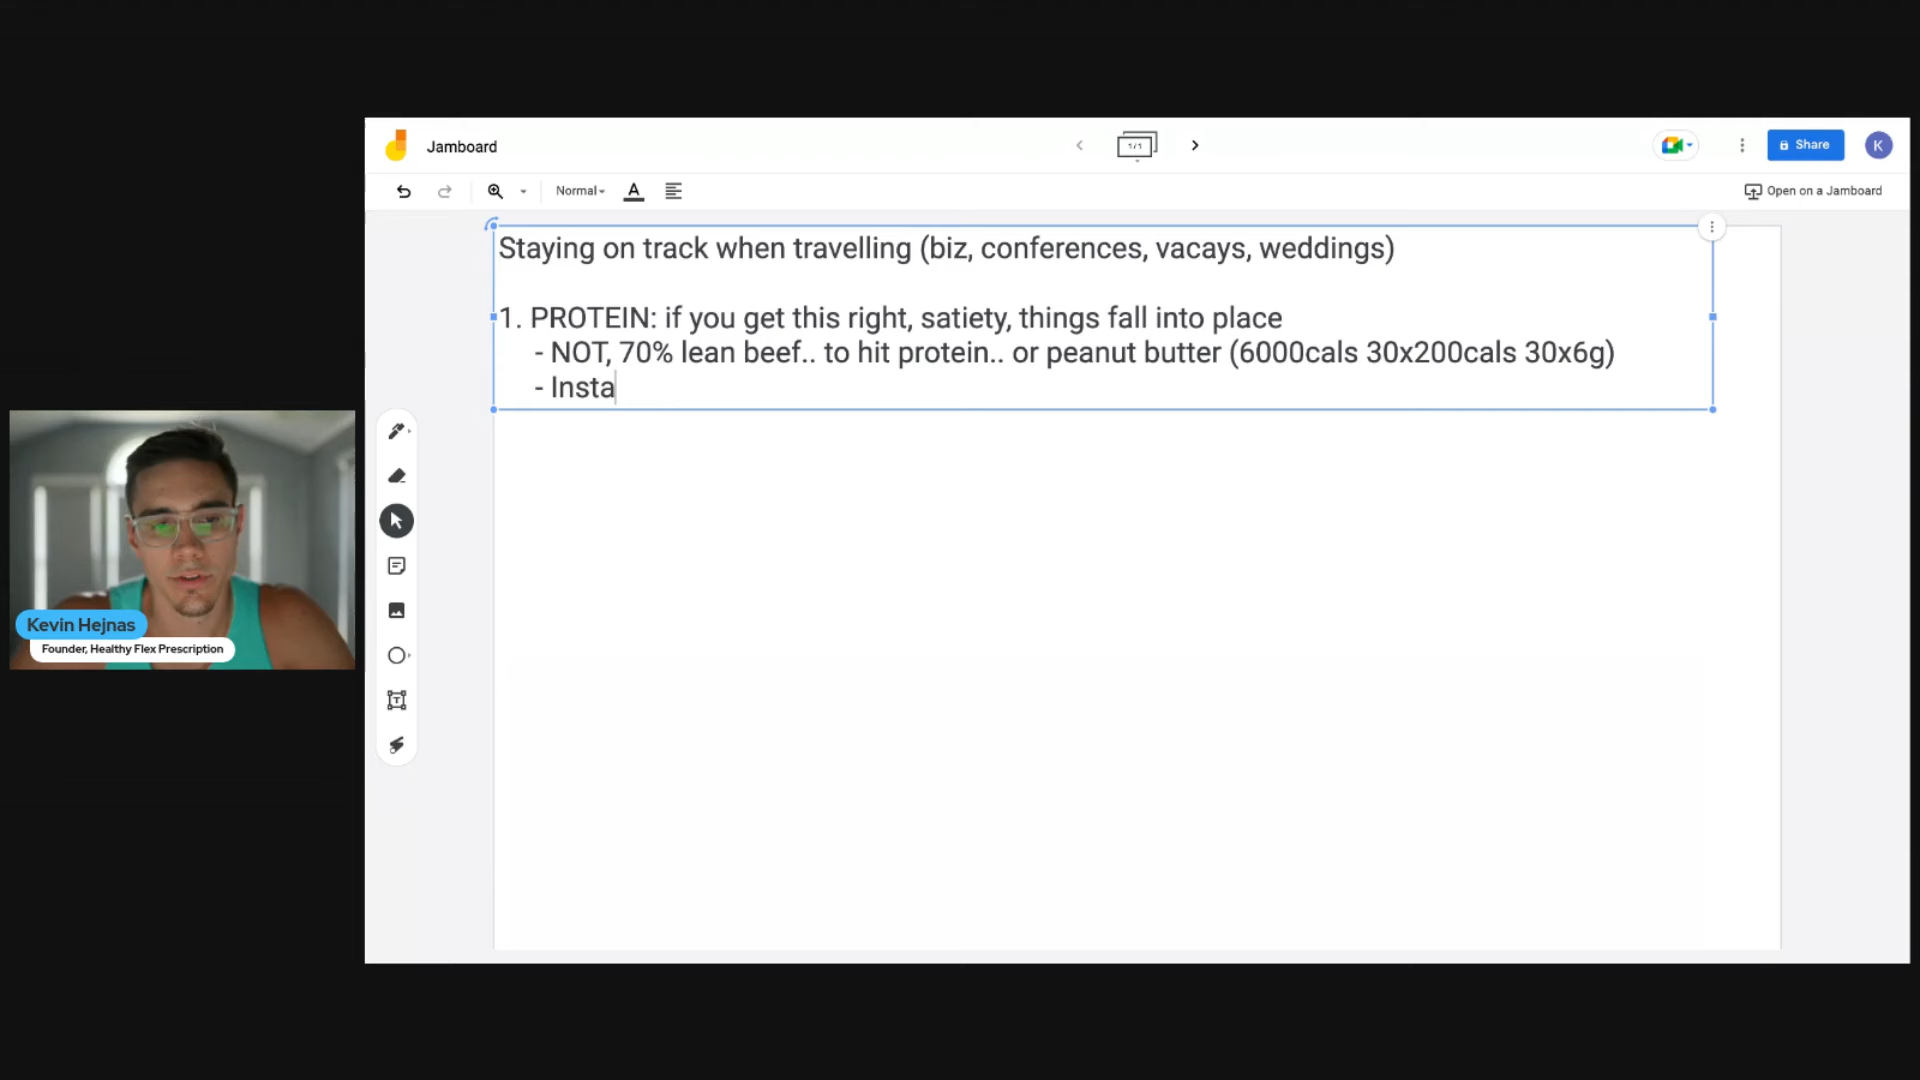 Jamboard
1/1
Share
K
Normal
A
Open on a Jamboard
Staying on track when travelling (biz, conferences, vacays, weddings)
1. PROTEIN: if you get this right, satiety, things fall into place
- NOT, 70% lean beef.. to hit protein.. or peanut butter (6000cals 30x200cals 30x6g)
- Insta
Kevin Hejnas
Founder, Healthy Flex Prescription